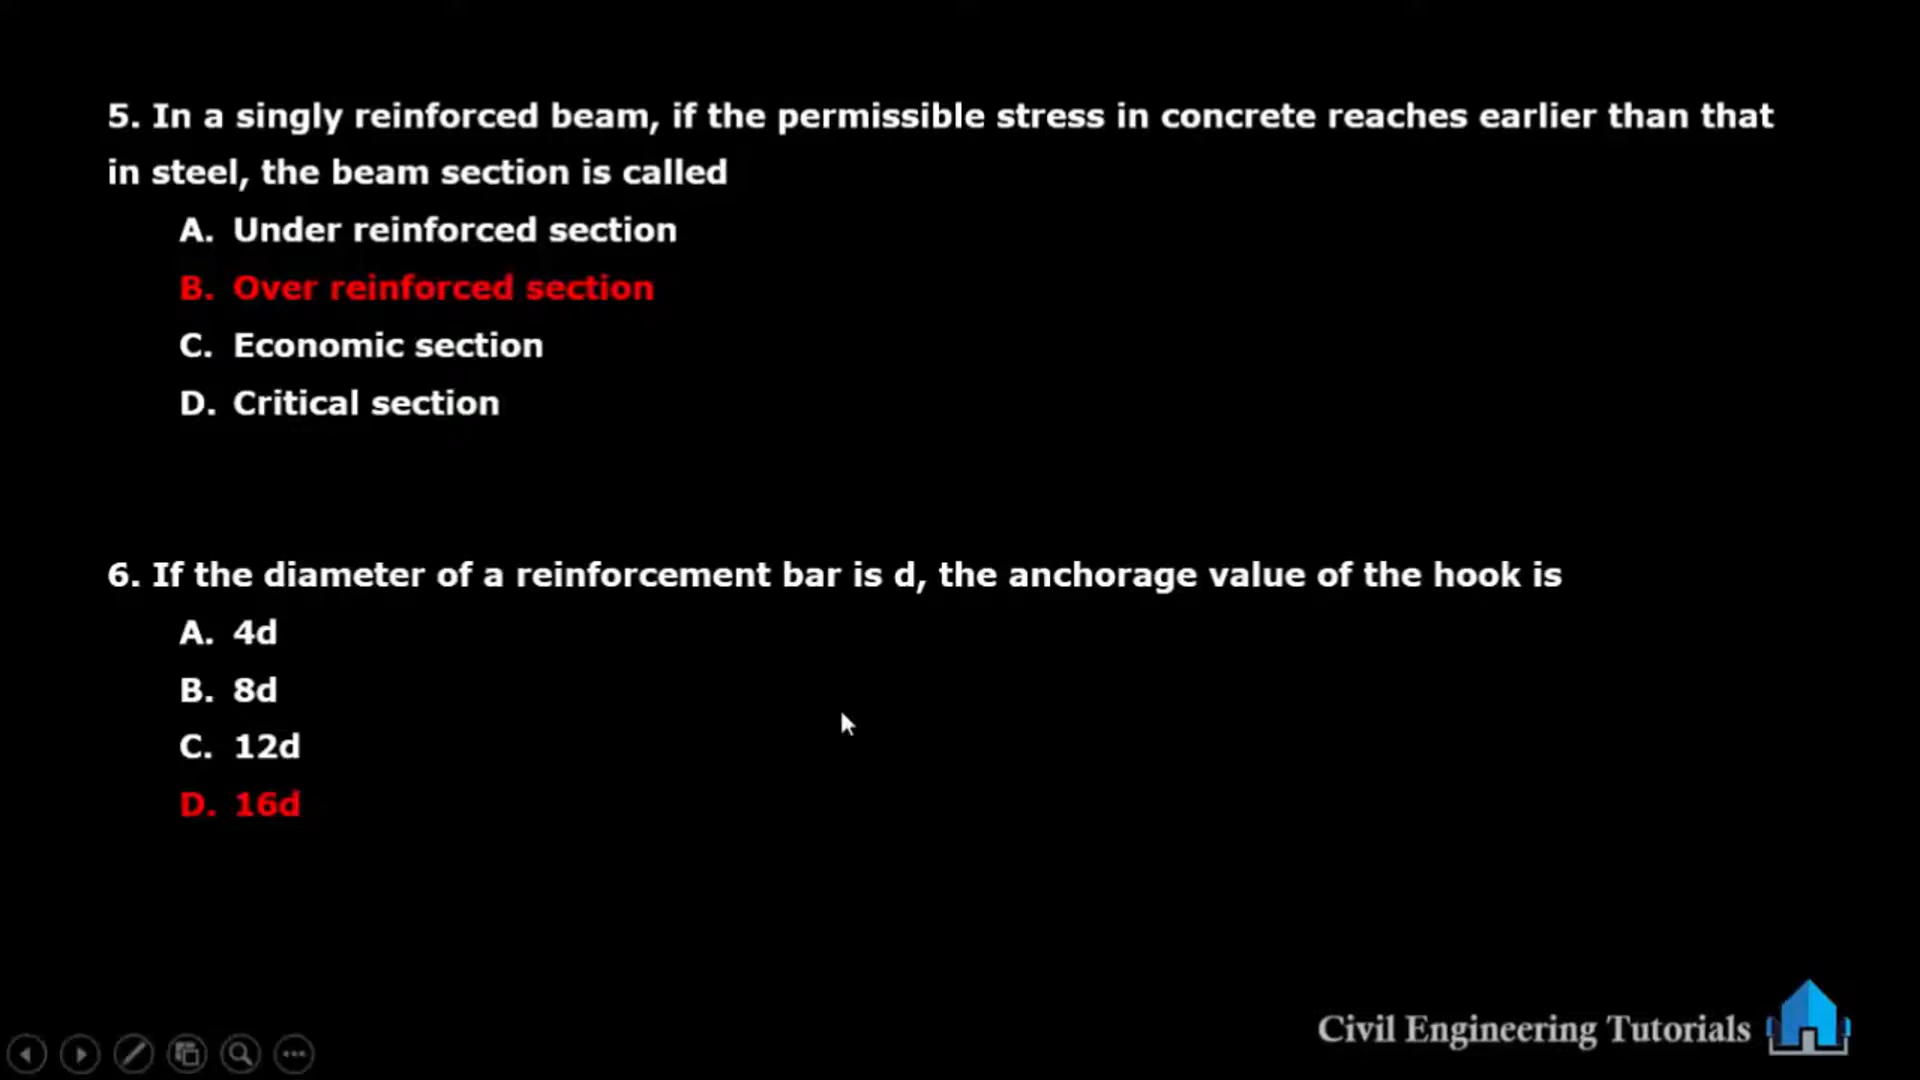 5. In a singly reinforced beam, if the permissible stress in concrete reaches earlier than that
in steel, the beam section is called
A. Under reinforced section
B. Over reinforced section
C. Economic section
D. Critical section
6. If the diameter of a reinforcement bar is d, the anchorage value of the hook is
A. 4d
B. 8d
C. 12d
D. 16d
Civil Engineering Tutorials